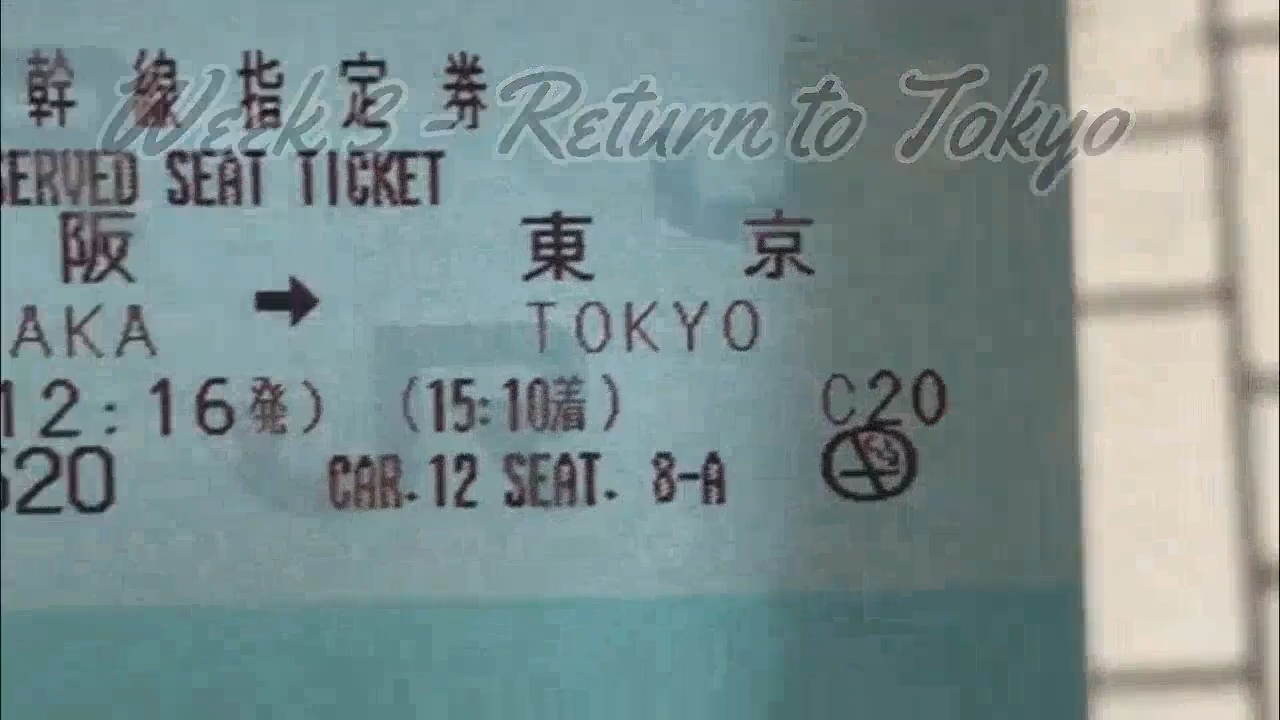 幹線指定券
Week 3 - Return to Tokyo
SERVED SEAT TICKET
阪 → 東京
AKA TOKYO
12:16発) (15:10着) C20
520 CAR.12 SEAT. 8-A